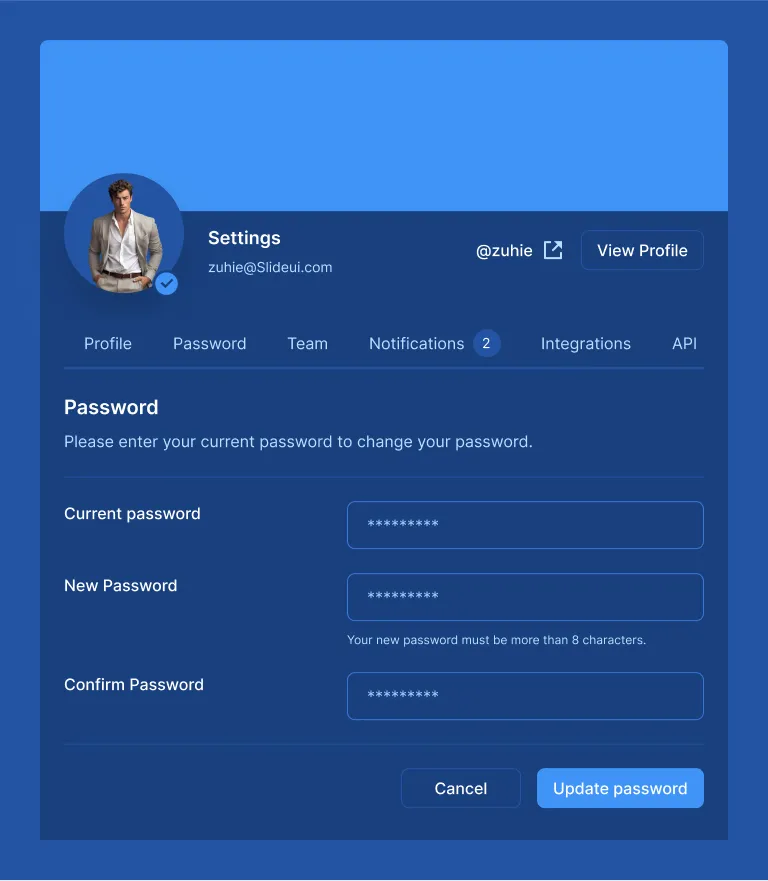 Settings
zuhie@Slideui.com
@zuhie
View Profile
Profile Password Team Notifications 2 Integrations API
Password
Please enter your current password to change your password.
Current password
*********
New Password
*********
Your new password must be more than 8 characters.
Confirm Password
*********
Cancel
Update password